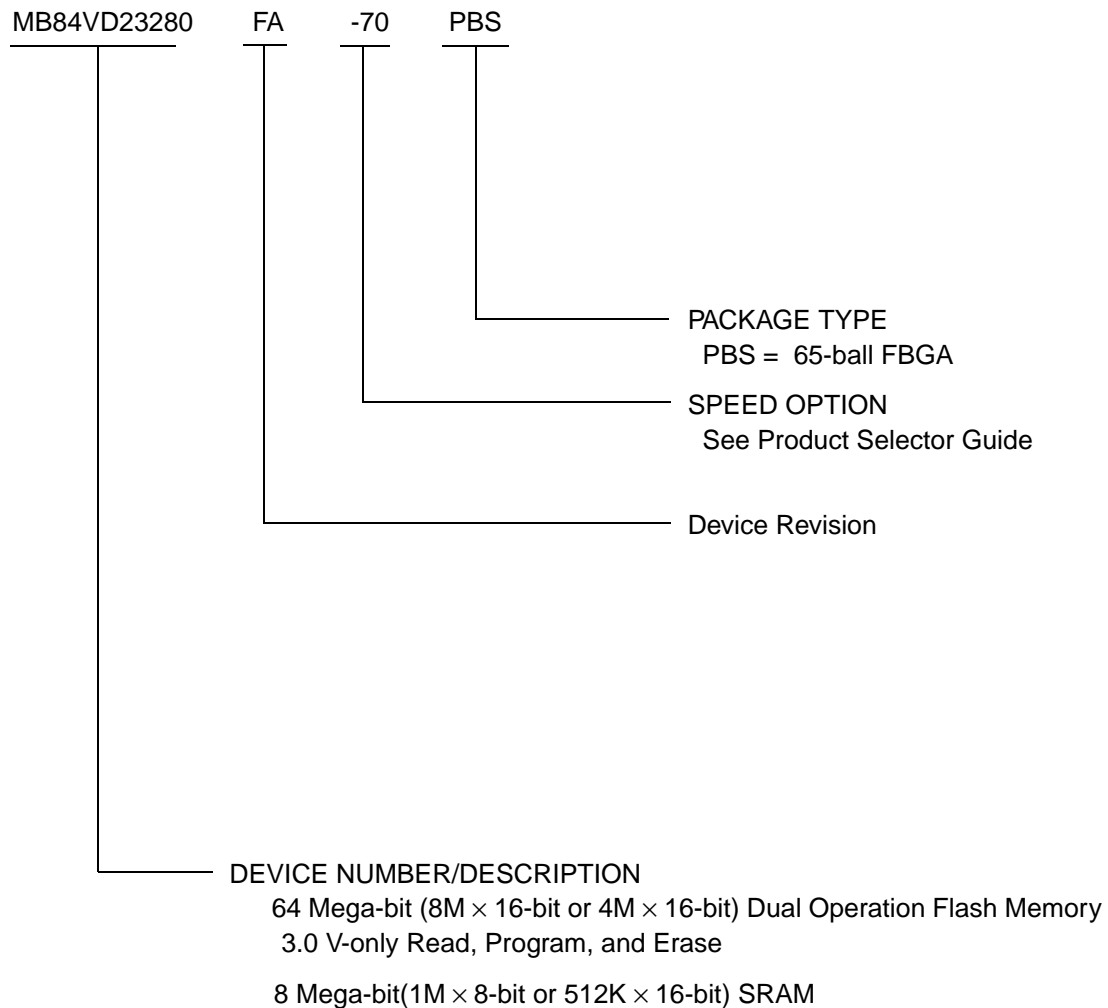 MB84VD23280 FA -70 PBS
PACKAGE TYPE
PBS = 65-ball FBGA
SPEED OPTION
See Product Selector Guide
Device Revision
DEVICE NUMBER/DESCRIPTION
64 Mega-bit (8M × 16-bit or 4M × 16-bit) Dual Operation Flash Memory
3.0 V-only Read, Program, and Erase
8 Mega-bit(1M × 8-bit or 512K × 16-bit) SRAM